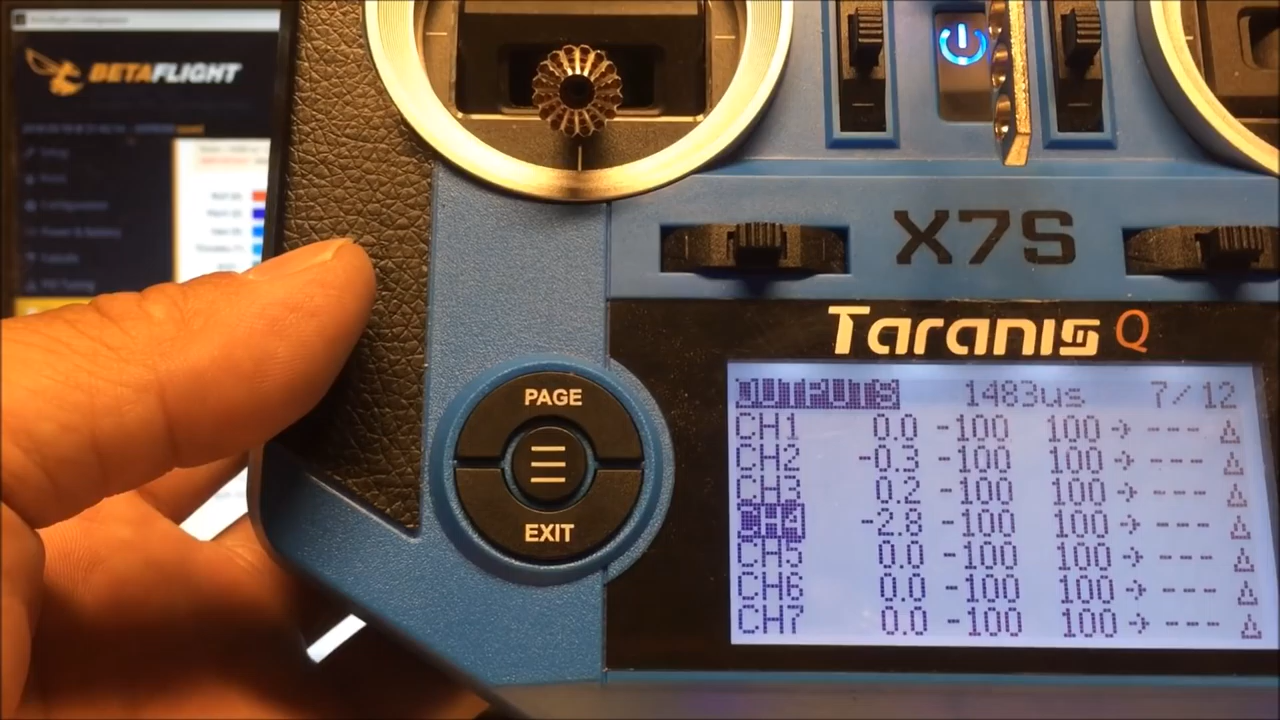 BETAFLIGHT
X7S
Taranis Q
PAGE
EXIT
OUTPUTS 1483us 7/12
CH1 0.0 -100 100 → --- Δ
CH2 -0.3 -100 100 → --- Δ
CH3 0.2 -100 100 → --- Δ
CH4 -2.8 -100 100 → --- Δ
CH5 0.0 -100 100 → --- Δ
CH6 0.0 -100 100 → --- Δ
CH7 0.0 -100 100 → --- Δ